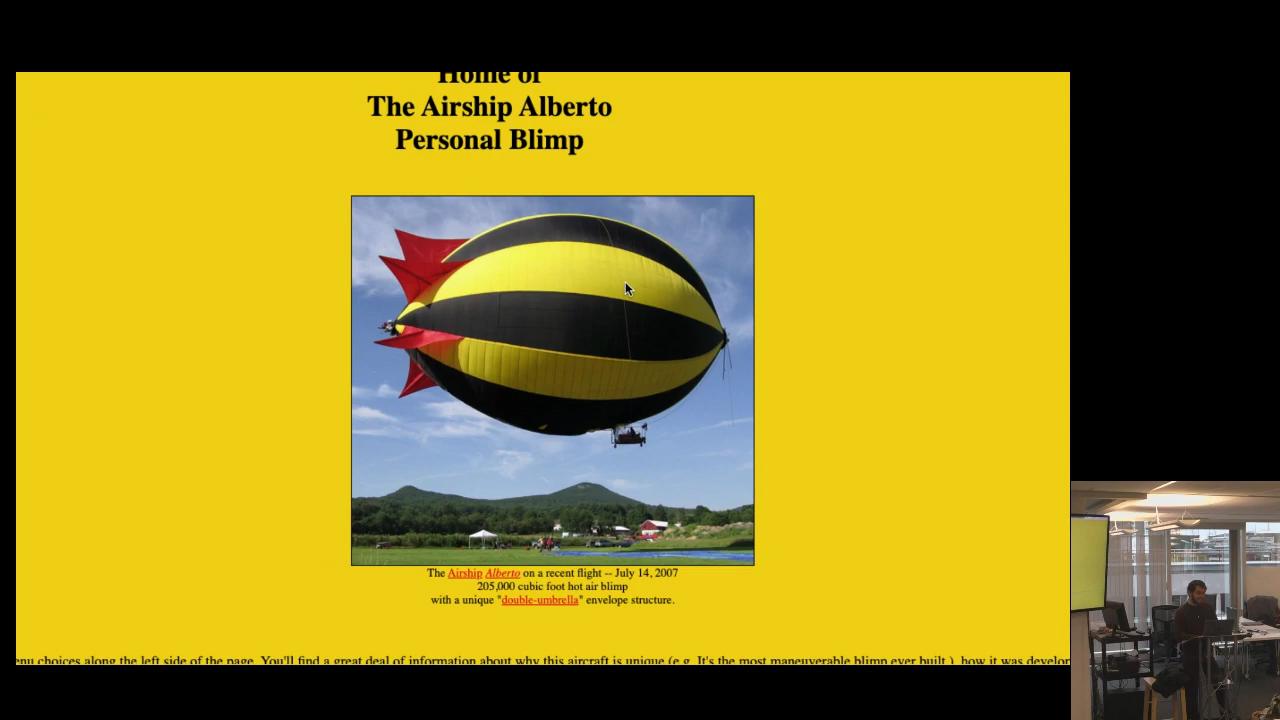 Home of
The Airship Alberto
Personal Blimp
The Airship Alberto on a recent flight -- July 14, 2007
205,000 cubic foot hot air blimp
with a unique "double-umbrella" envelope structure.
enu choices along the left side of the page. You'll find a great deal of information about why this aircraft is unique (e.g. It's the most maneuverable blimp ever built.), how it was develop